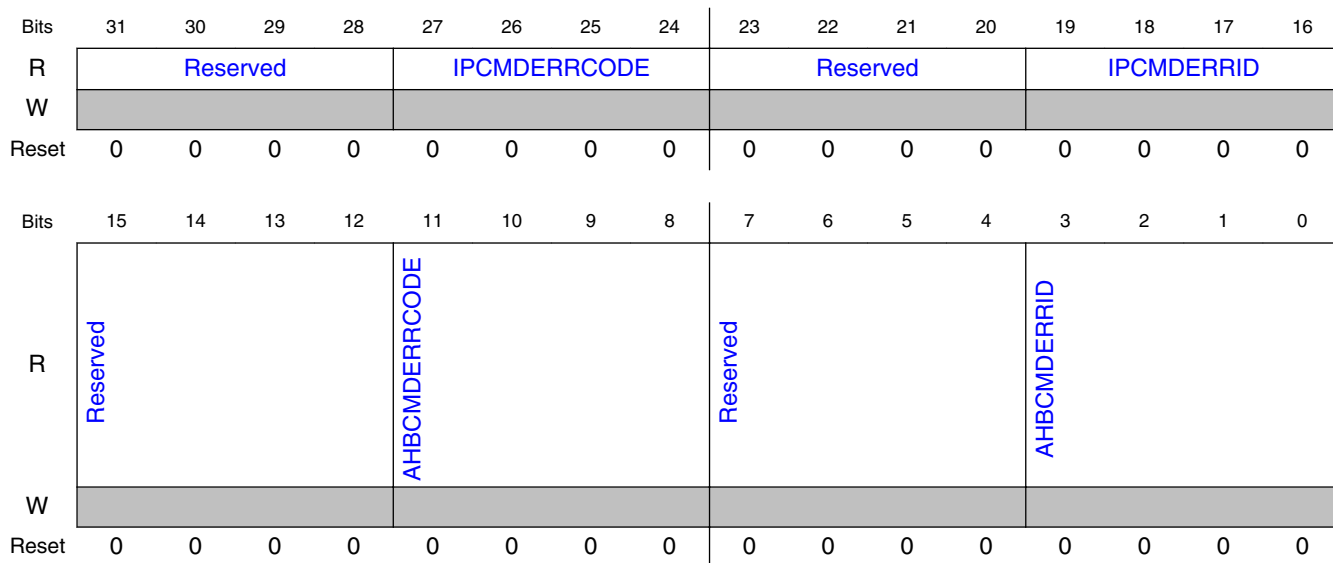 Bits 31 30 29 28 27 26 25 24 23 22 21 20 19 18 17 16
R Reserved IPCMDERRCODE Reserved IPCMDERRID
W
Reset 0 0 0 0 0 0 0 0 0 0 0 0 0 0 0 0
Bits 15 14 13 12 11 10 9 8 7 6 5 4 3 2 1 0
R Reserved AHBCMDERRCODE Reserved AHBCMDERRID
W
Reset 0 0 0 0 0 0 0 0 0 0 0 0 0 0 0 0